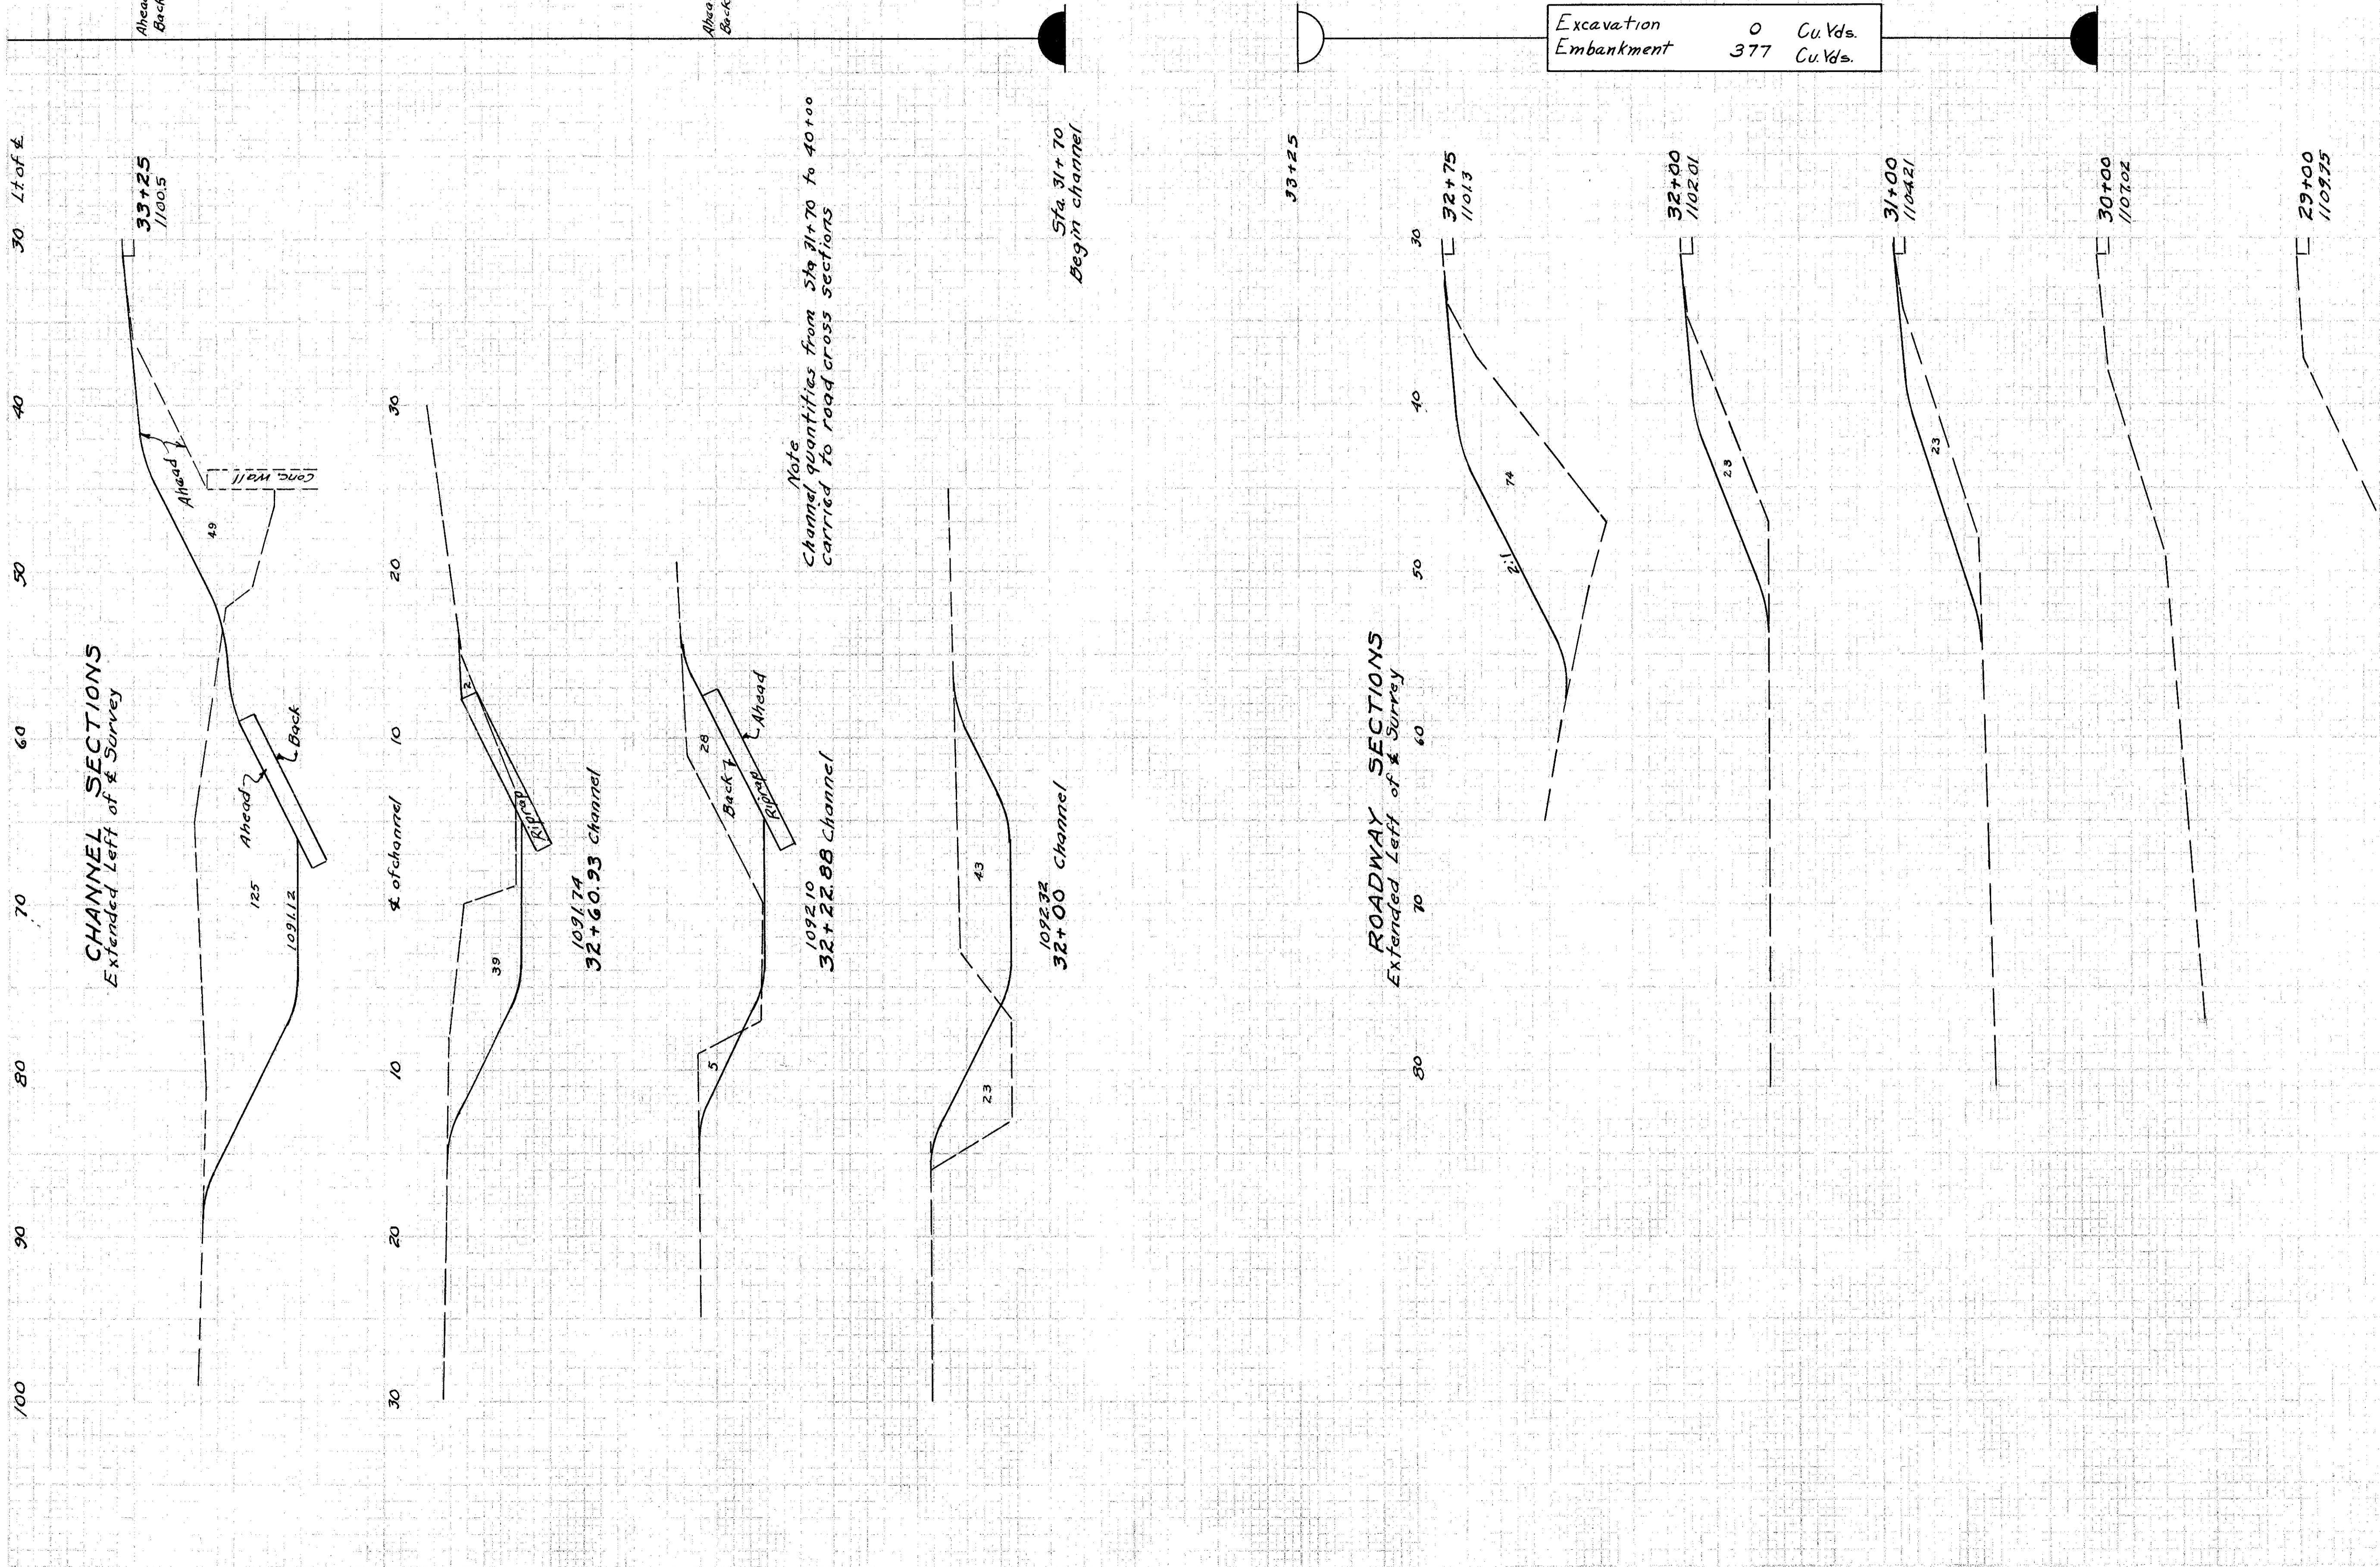 Ahead
Back
Ahead
Back
Excavation 0 Cu. Yds.
Embankment 377 Cu. Yds.
Lt of ℄
30
40
50
60
70
80
90
100
CHANNEL SECTIONS
Extended Left of ℄ Survey
33+25
1100.5
Ahead
49
Conc. Wall
Ahead
Back
125
1091.12
30
20
10
℄ of channel
10
20
30
2
Riprap
39
1091.74
32+60.93 Channel
28
Back
Riprap
Ahead
5
1092.10
32+22.88 Channel
Note
Channel quantities from Sta 31+70 to 40+00
carried to road cross sections
43
23
1092.32
32+00 Channel
Sta. 31+70
Begin channel
33+25
ROADWAY SECTIONS
Extended Left of ℄ Survey
30
40
50
60
70
80
32+75
1101.3
74
2:1
32+00
1102.01
23
31+00
1104.21
23
30+00
1107.02
29+00
1109.95